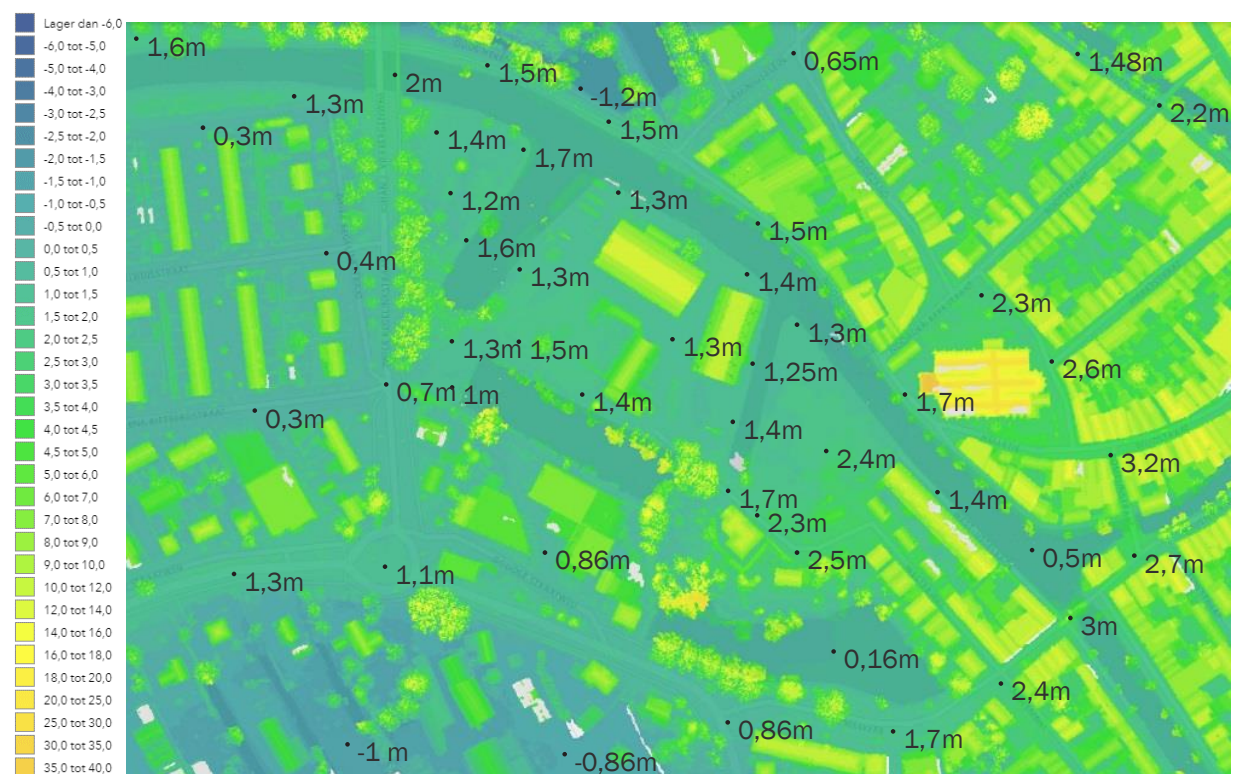 Lager dan -6,0
-6,0 tot -5,0
-5,0 tot -4,0
-4,0 tot -3,0
-3,0 tot -2,5
-2,5 tot -2,0
-2,0 tot -1,5
-1,5 tot -1,0
-1,0 tot -0,5
-0,5 tot 0,0
0,0 tot 0,5
0,5 tot 1,0
1,0 tot 1,5
1,5 tot 2,0
2,0 tot 2,5
2,5 tot 3,0
3,0 tot 3,5
3,5 tot 4,0
4,0 tot 4,5
4,5 tot 5,0
5,0 tot 6,0
6,0 tot 7,0
7,0 tot 8,0
8,0 tot 9,0
9,0 tot 10,0
10,0 tot 12,0
12,0 tot 14,0
14,0 tot 16,0
16,0 tot 18,0
18,0 tot 20,0
20,0 tot 25,0
25,0 tot 30,0
30,0 tot 35,0
35,0 tot 40,0
1,6m
2m
1,5m
0,65m
1,48m
1,3m
-1,2m
2,2m
0,3m
1,4m
1,5m
1,7m
1,2m
1,3m
1,5m
1,6m
0,4m
1,3m
1,4m
2,3m
1,3m
1,3m
1,5m
1,3m
1,25m
2,6m
0,7m
1m
1,4m
1,7m
0,3m
1,4m
2,4m
3,2m
1,7m
1,4m
2,3m
0,86m
2,5m
0,5m
2,7m
1,3m
1,1m
3m
0,16m
2,4m
0,86m
1,7m
-1 m
-0,86m